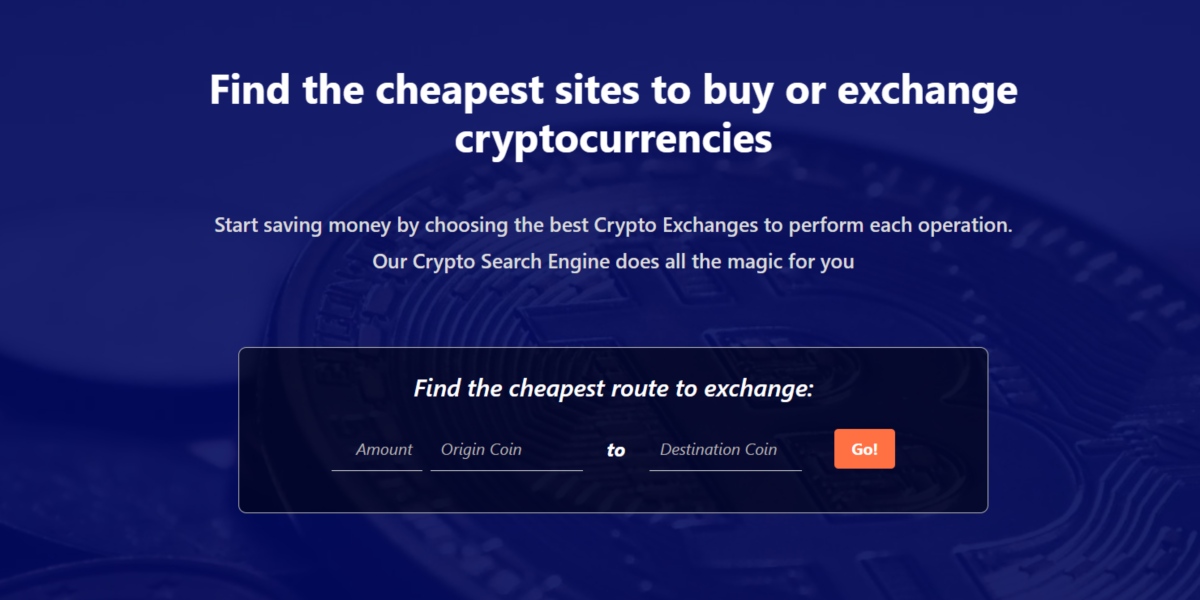 Find the cheapest sites to buy or exchange
cryptocurrencies
Start saving money by choosing the best Crypto Exchanges to perform each operation.
Our Crypto Search Engine does all the magic for you
Find the cheapest route to exchange:
Amount Origin Coin to Destination Coin Go!